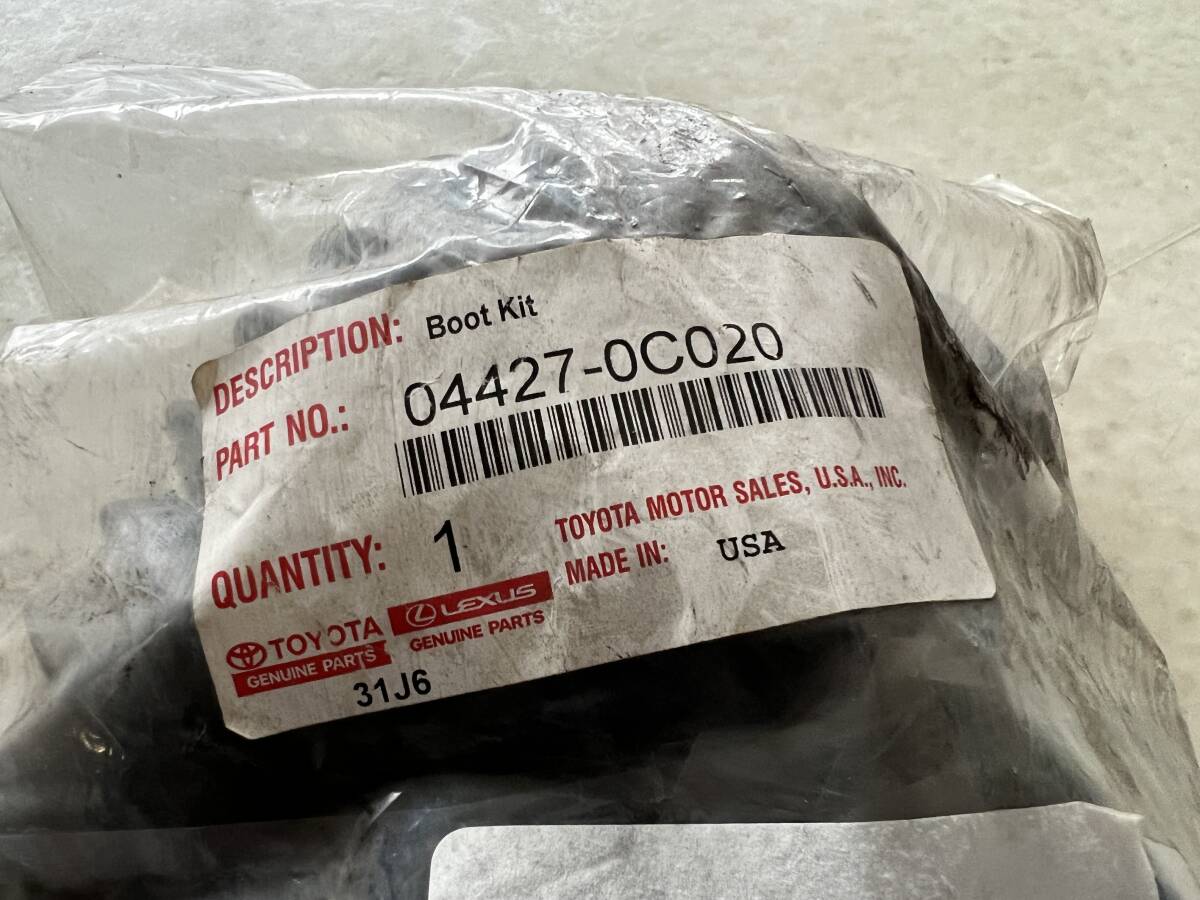 DESCRIPTION: Boot Kit
PART NO.: 04427-0C020
QUANTITY: 1
TOYOTA MOTOR SALES, U.S.A., INC.
MADE IN: USA
TOYOTA
GENUINE PARTS
LEXUS
GENUINE PARTS
31J6